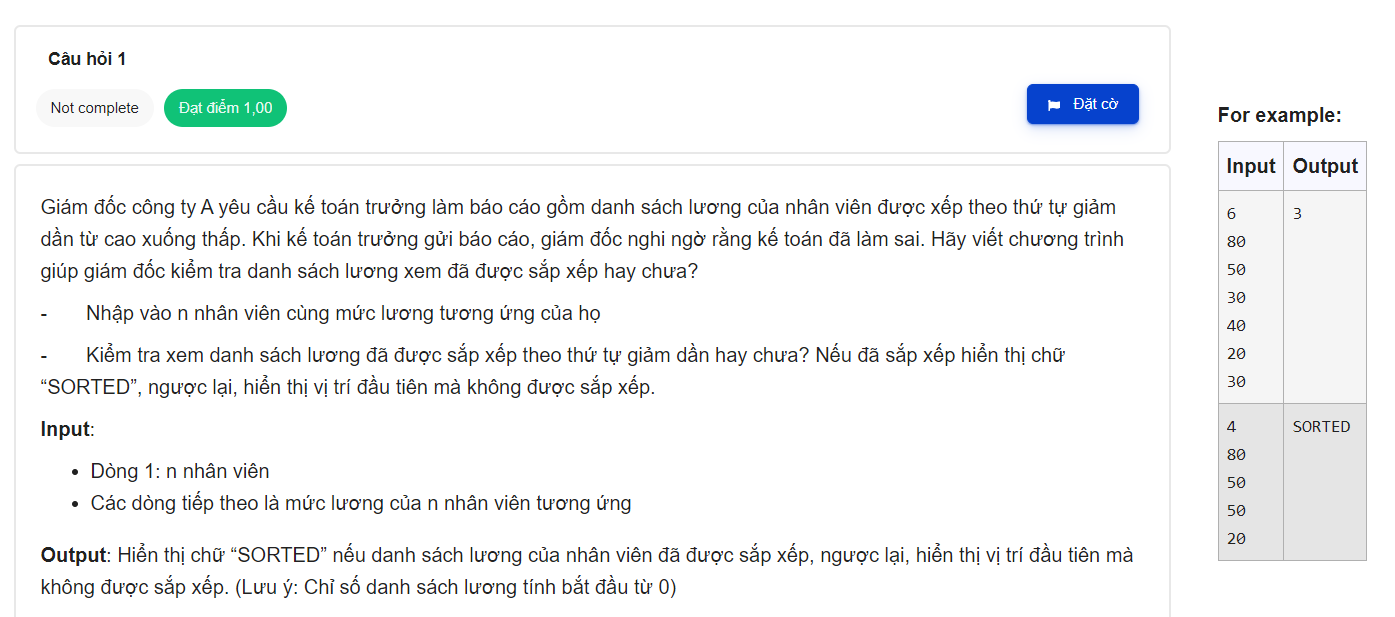 Câu hỏi 1
Not complete
Đạt điểm 1,00
Đặt cờ
Giám đốc công ty A yêu cầu kế toán trưởng làm báo cáo gồm danh sách lương của nhân viên được xếp theo thứ tự giảm
dần từ cao xuống thấp. Khi kế toán trưởng gửi báo cáo, giám đốc nghi ngờ rằng kế toán đã làm sai. Hãy viết chương trình
giúp giám đốc kiểm tra danh sách lương xem đã được sắp xếp hay chưa?
- Nhập vào n nhân viên cùng mức lương tương ứng của họ
- Kiểm tra xem danh sách lương đã được sắp xếp theo thứ tự giảm dần hay chưa? Nếu đã sắp xếp hiển thị chữ
“SORTED”, ngược lại, hiển thị vị trí đầu tiên mà không được sắp xếp.
Input:
• Dòng 1: n nhân viên
• Các dòng tiếp theo là mức lương của n nhân viên tương ứng
Output: Hiển thị chữ “SORTED” nếu danh sách lương của nhân viên đã được sắp xếp, ngược lại, hiển thị vị trí đầu tiên mà
không được sắp xếp. (Lưu ý: Chỉ số danh sách lương tính bắt đầu từ 0)
For example:
Input Output
6 3
80
50
30
40
20
30
4 SORTED
80
50
50
20